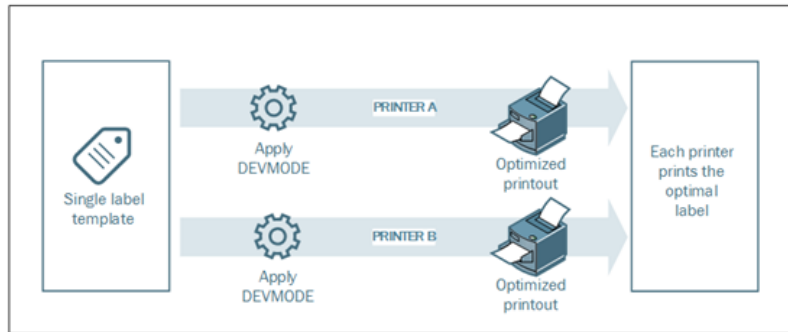 Single label
template
PRINTER A
Apply
DEVMODE
Optimized
printout
PRINTER B
Apply
DEVMODE
Optimized
printout
Each printer
prints the
optimal
label